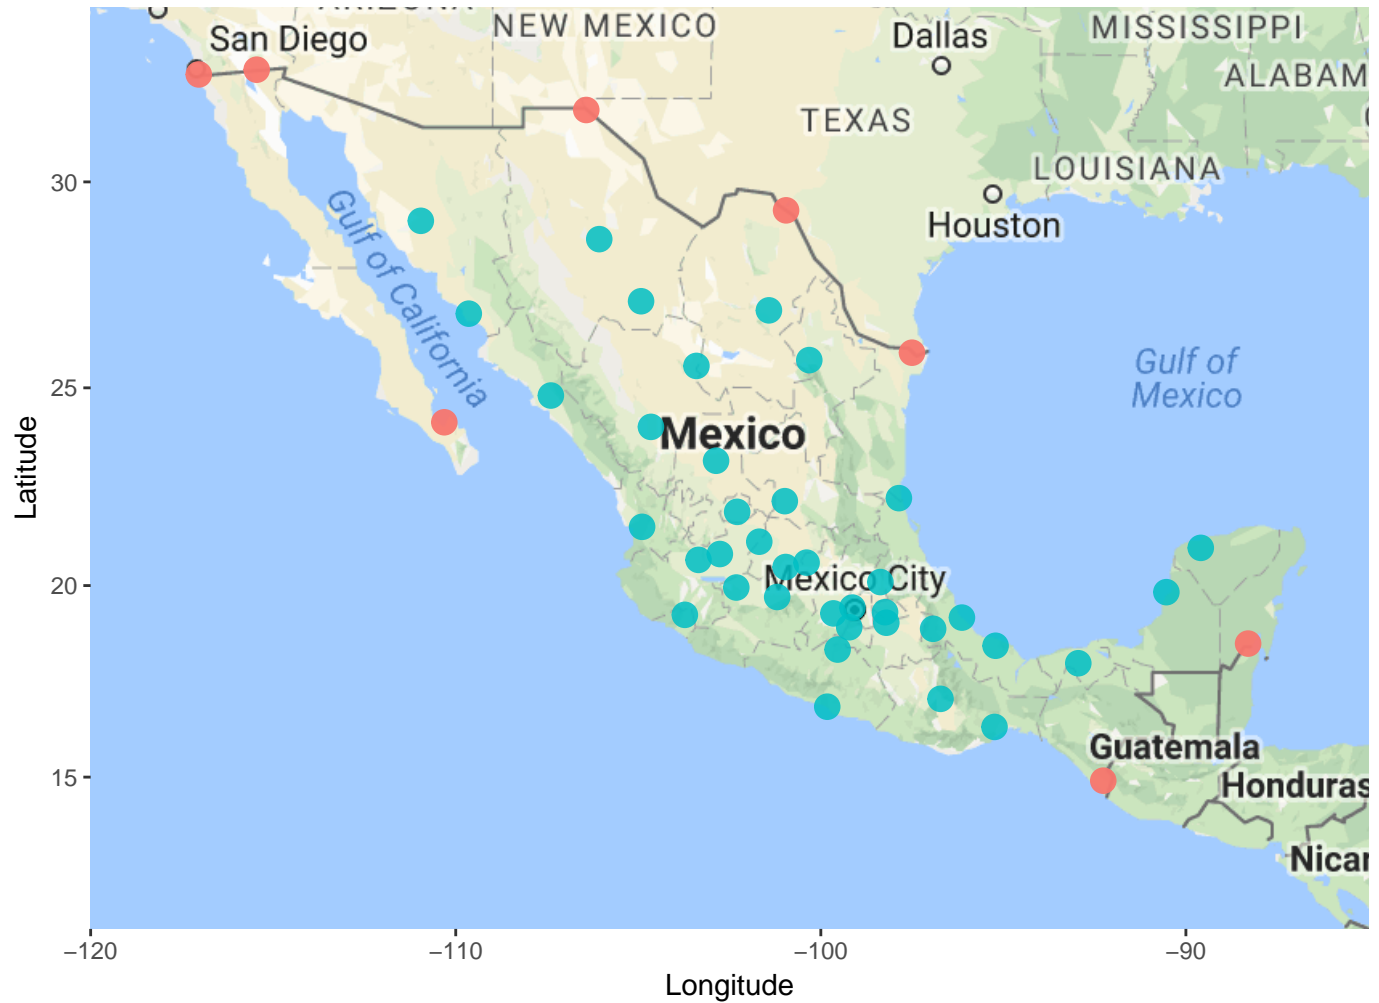 ARIZONA
NEW MEXICO
MISSISSIPPI
San Diego
Dallas
ALABAM
TEXAS
LOUISIANA
30
Houston
Gulf of California
Gulf of
Mexico
25
Mexico
Latitude
Mexico City
20
Guatemala
15
Honduras
Nicar
−120
−110
−100
−90
Longitude